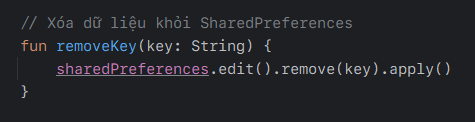 // Xóa dữ liệu khỏi SharedPreferences
fun removeKey(key: String) {
    sharedPreferences.edit().remove(key).apply()
}